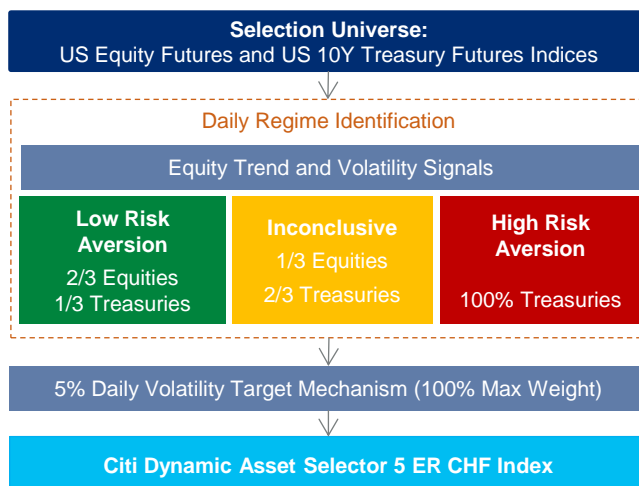 Selection Universe:
US Equity Futures and US 10Y Treasury Futures Indices
Daily Regime Identification
Equity Trend and Volatility Signals
Low Risk
Aversion
2/3 Equities
1/3 Treasuries
Inconclusive
1/3 Equities
2/3 Treasuries
High Risk
Aversion
100% Treasuries
5% Daily Volatility Target Mechanism (100% Max Weight)
Citi Dynamic Asset Selector 5 ER CHF Index